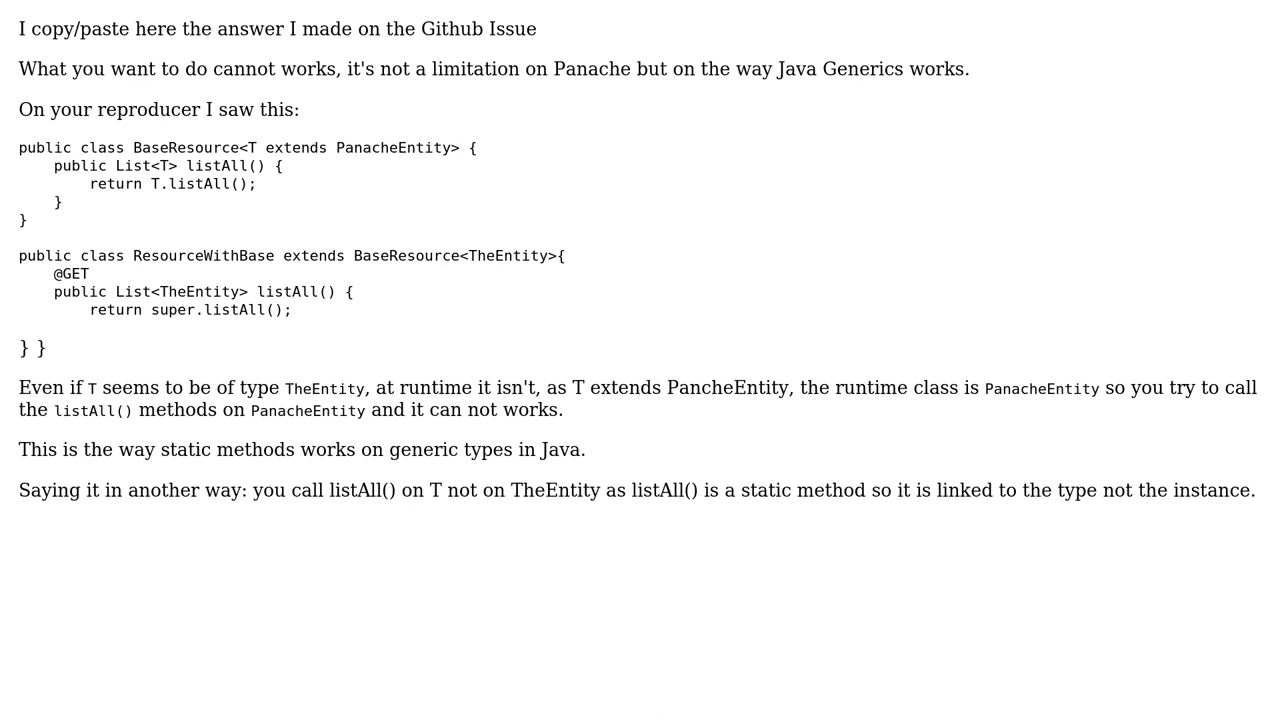 I copy/paste here the answer I made on the Github Issue
What you want to do cannot works, it's not a limitation on Panache but on the way Java Generics works.
On your reproducer I saw this:
public class BaseResource<T extends PanacheEntity> {
    public List<T> listAll() {
        return T.listAll();
    }
}
public class ResourceWithBase extends BaseResource<TheEntity>{
    @GET
    public List<TheEntity> listAll() {
        return super.listAll();
} }
Even if T seems to be of type TheEntity, at runtime it isn't, as T extends PancheEntity, the runtime class is PanacheEntity so you try to call
the listAll() methods on PanacheEntity and it can not works.
This is the way static methods works on generic types in Java.
Saying it in another way: you call listAll() on T not on TheEntity as listAll() is a static method so it is linked to the type not the instance.